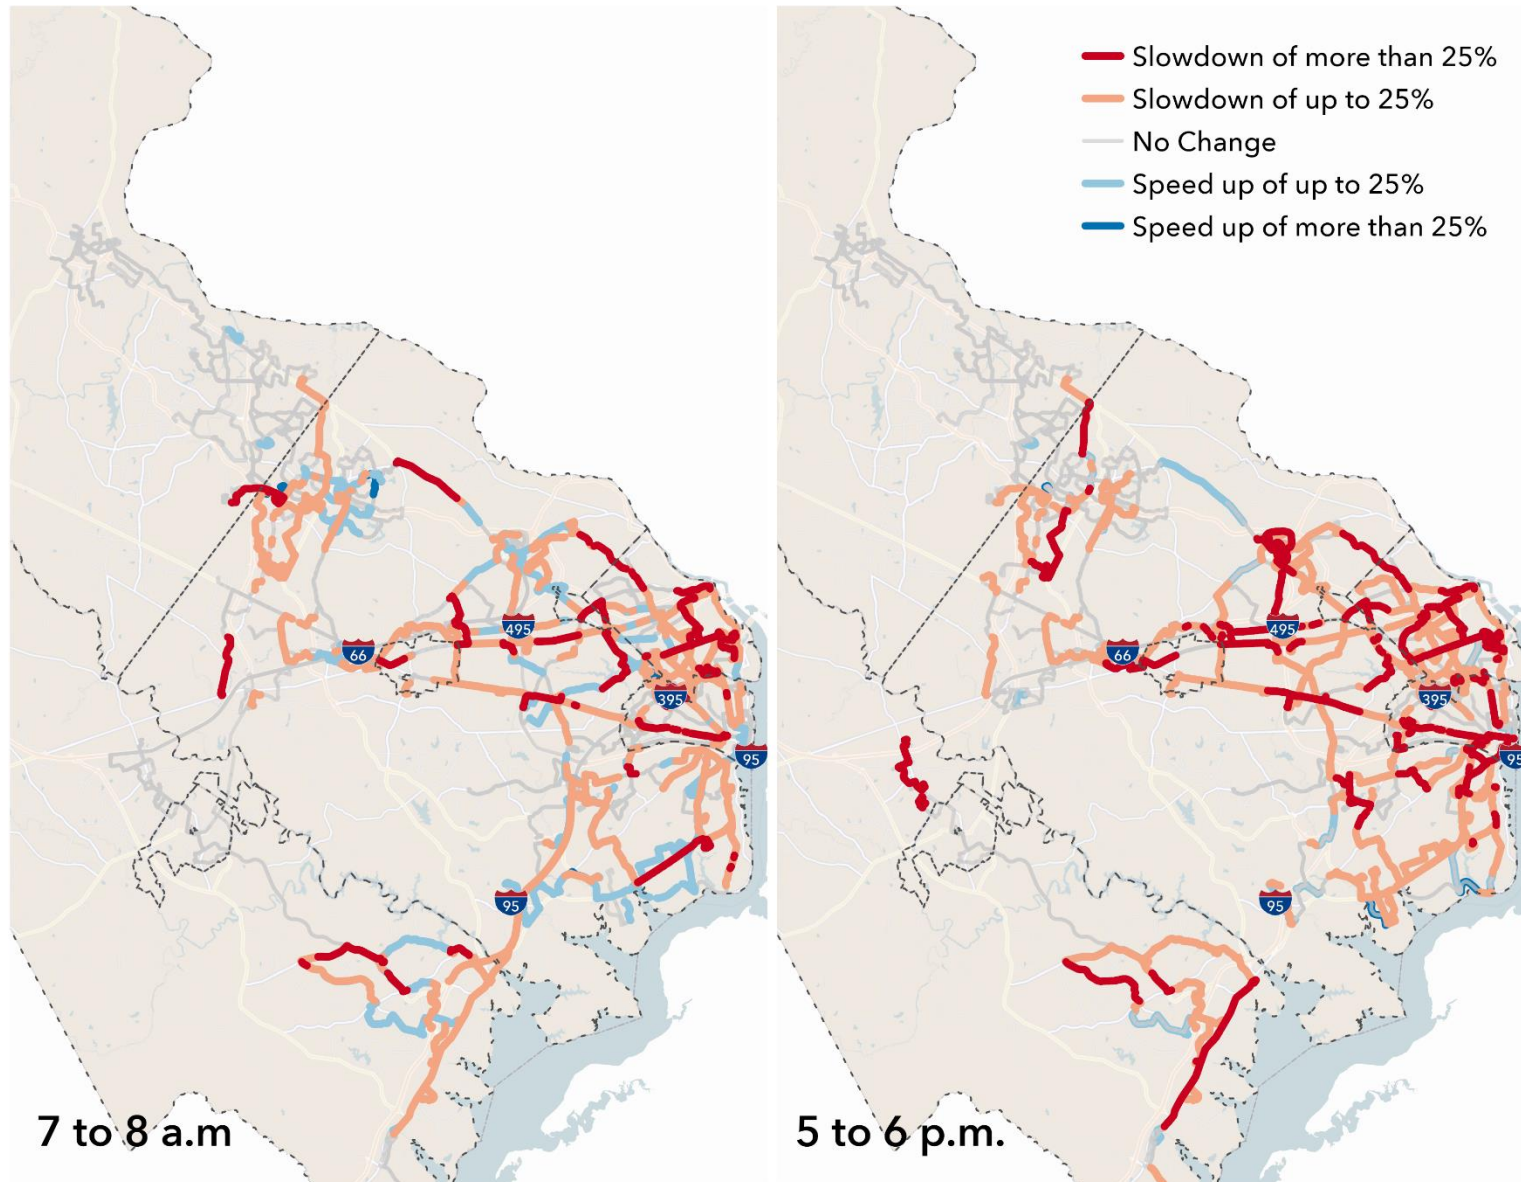 Slowdown of more than 25%
Slowdown of up to 25%
No Change
Speed up of up to 25%
Speed up of more than 25%
495
495
66
66
395
395
95
95
95
95
7 to 8 a.m
5 to 6 p.m.